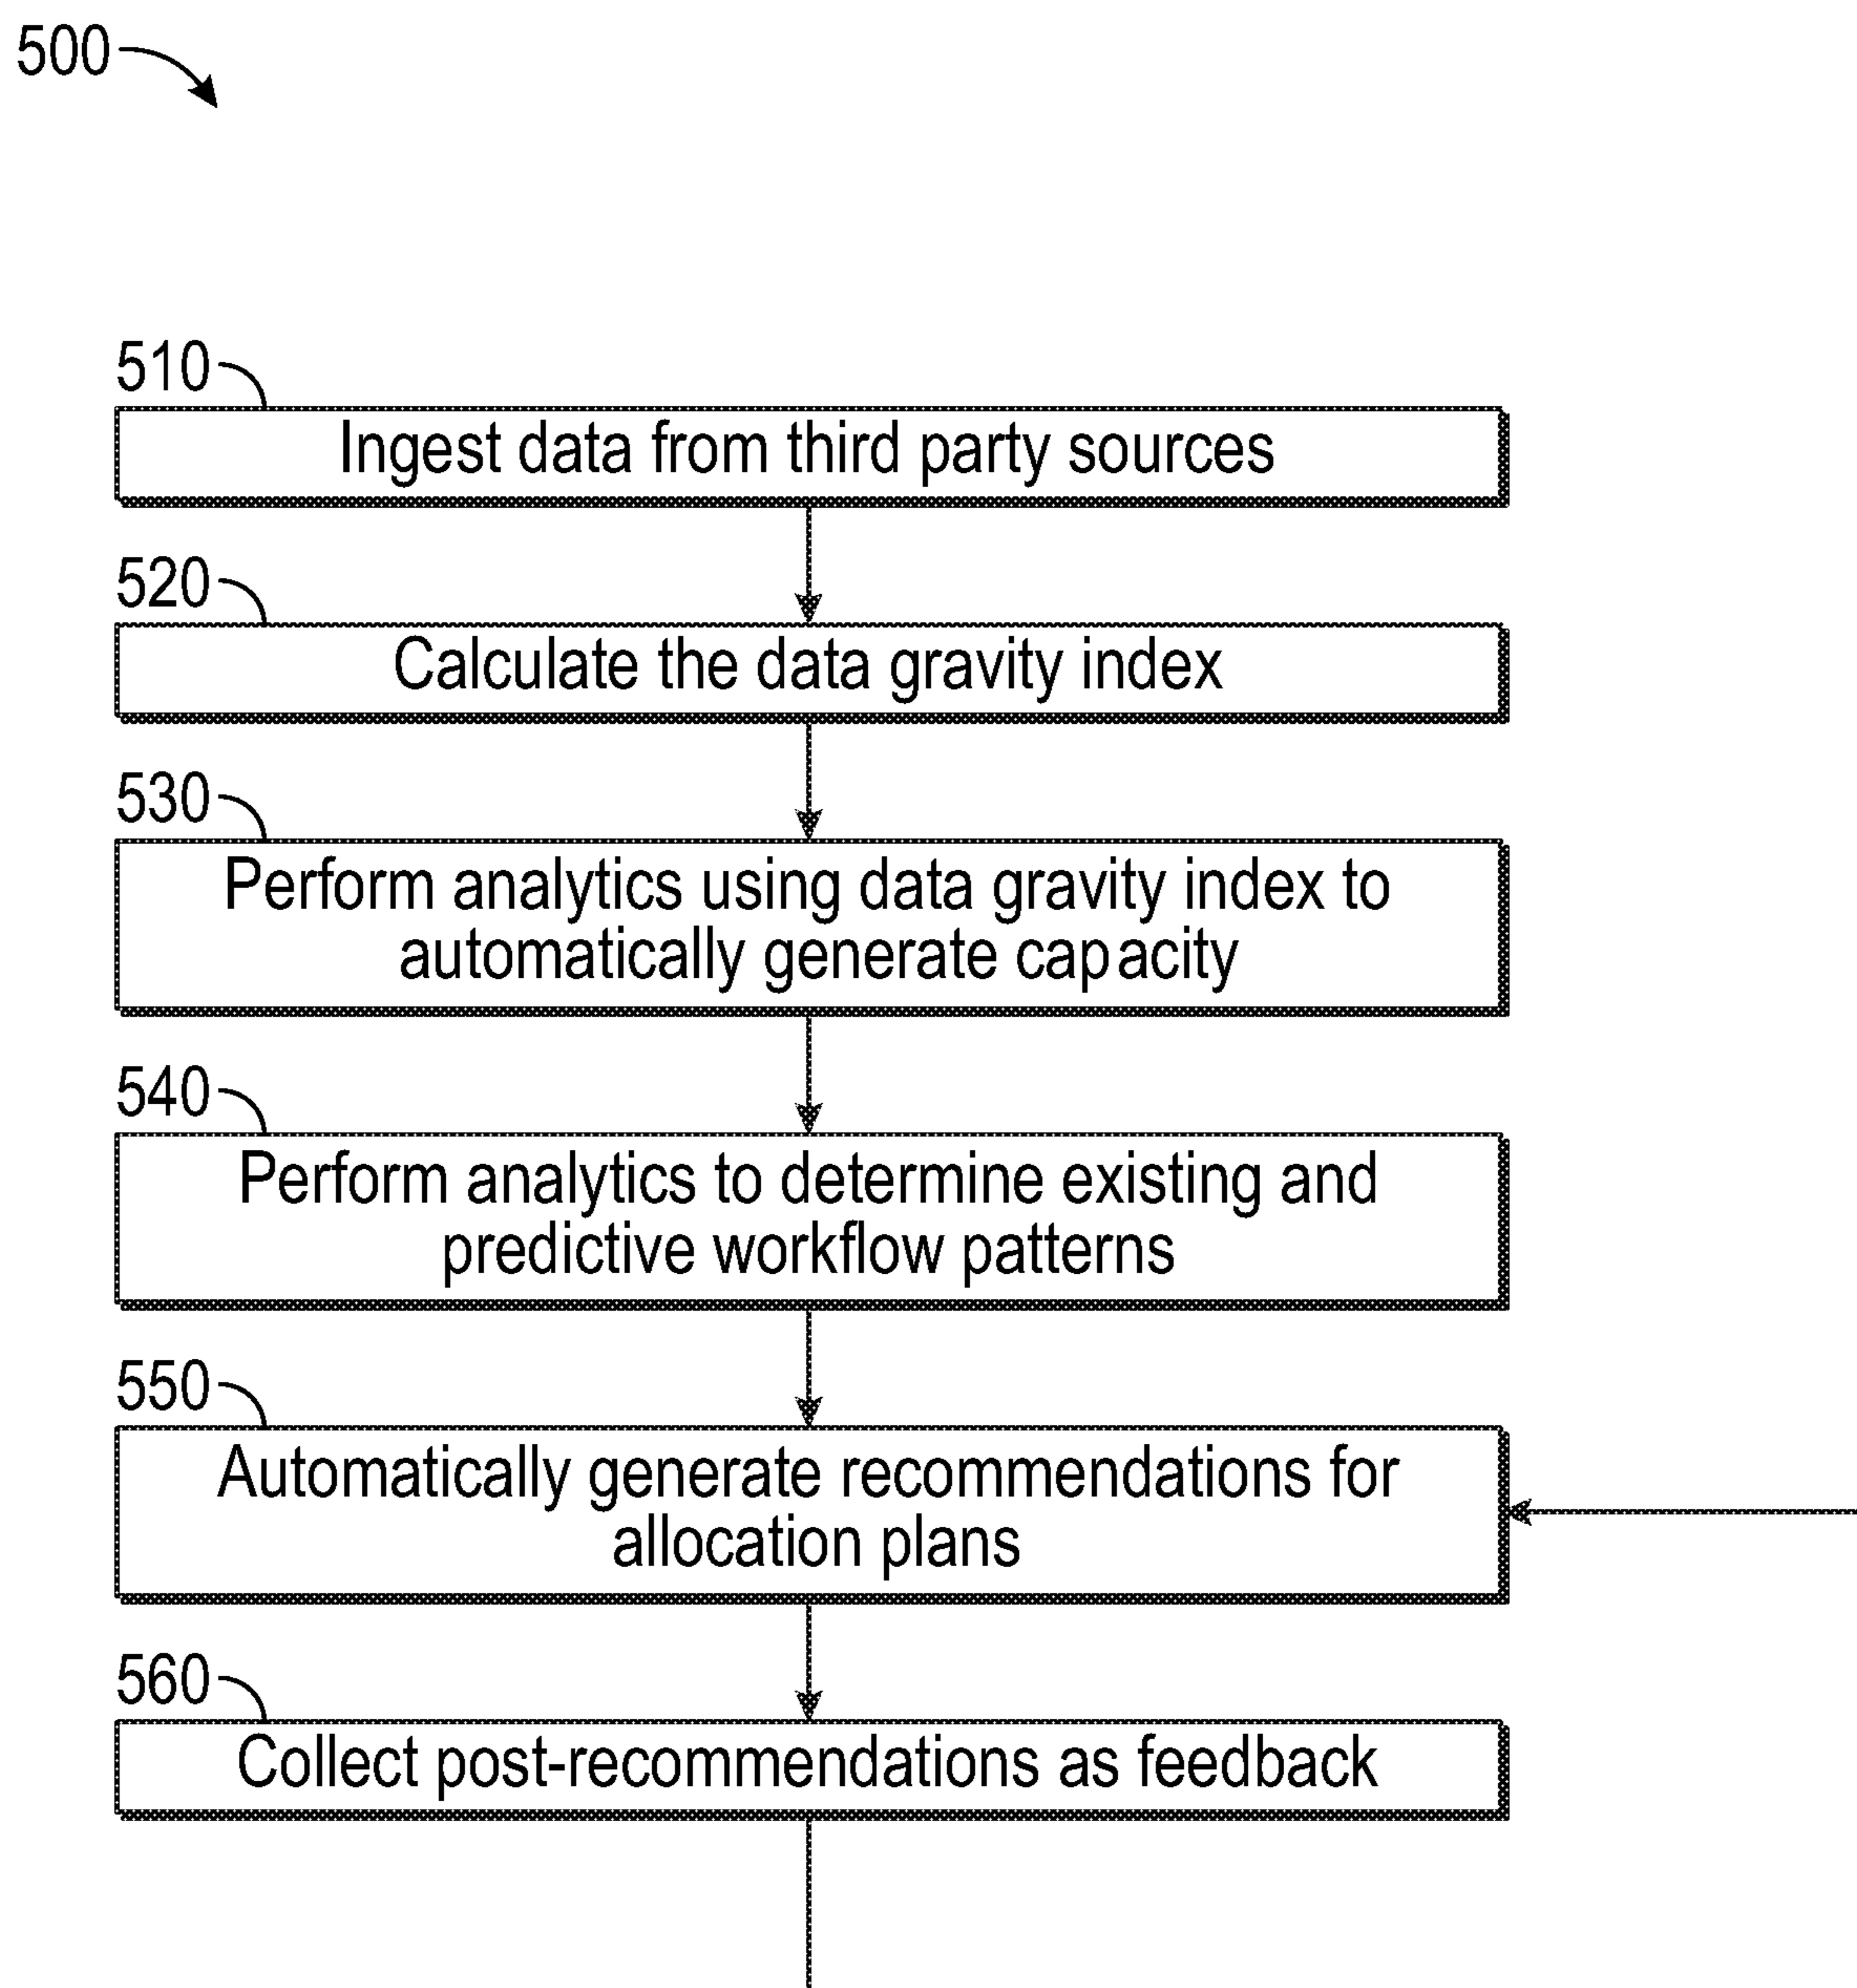 500
510
Ingest data from third party sources
520
Calculate the data gravity index
530
Perform analytics using data gravity index to
automatically generate capacity
540
Perform analytics to determine existing and
predictive workflow patterns
550
Automatically generate recommendations for
allocation plans
560
Collect post-recommendations as feedback